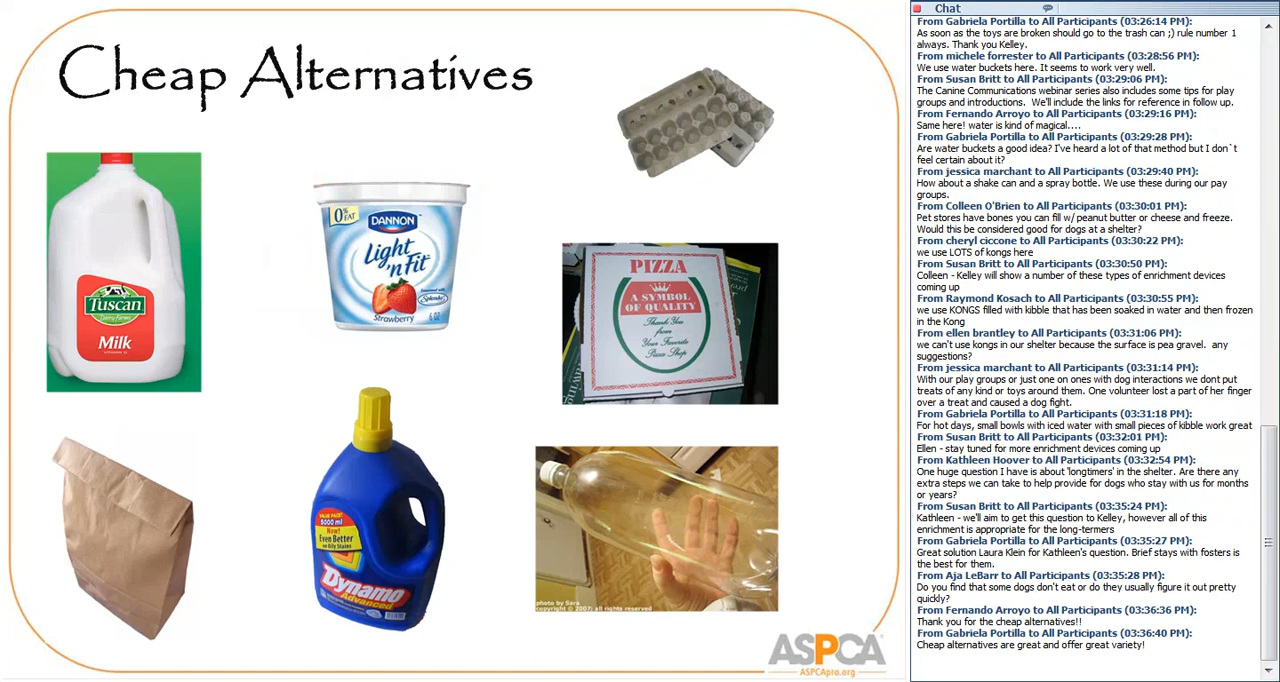 Cheap Alternatives
Tuscan
Dairy Farms
Milk
0%
FAT
DANNON
Light
'n Fit
Splenda
Strawberry
6 OZ
PIZZA
A SYMBOL
OF QUALITY
Thank You
from
Your Favorite
Pizza Shop
VALUE PACK!
5000 ml
New!
Even Better
on Oily Stains
Dynamo
Advanced
photo by Sara
copyright © 2007; all rights reserved
ASPCA
ASPCApro.org
Chat
From Gabriela Portilla to All Participants (03:26:14 PM):
As soon as the toys are broken should go to the trash can ;) rule number 1
always. Thank you Kelley.
From michele forrester to All Participants (03:28:56 PM):
We use water buckets here. It seems to work very well.
From Susan Britt to All Participants (03:29:06 PM):
The Canine Communications webinar series also includes some tips for play
groups and introductions.  We'll include the links for reference in follow up.
From Fernando Arroyo to All Participants (03:29:16 PM):
Same here! water is kind of magical....
From Gabriela Portilla to All Participants (03:29:28 PM):
Are water buckets a good idea? I've heard a lot of that method but I don`t
feel certain about it?
From jessica marchant to All Participants (03:29:40 PM):
How about a shake can and a spray bottle. We use these during our pay
groups.
From Colleen O'Brien to All Participants (03:30:01 PM):
Pet stores have bones you can fill w/ peanut butter or cheese and freeze.
Would this be considered good for dogs at a shelter?
From cheryl ciccone to All Participants (03:30:22 PM):
we use LOTS of kongs here
From Susan Britt to All Participants (03:30:50 PM):
Colleen - Kelley will show a number of these types of enrichment devices
coming up
From Raymond Kosach to All Participants (03:30:55 PM):
we use KONGS filled with kibble that has been soaked in water and then frozen
in the Kong
From ellen brantley to All Participants (03:31:06 PM):
we can't use kongs in our shelter because the surface is pea gravel.  any
suggestions?
From jessica marchant to All Participants (03:31:14 PM):
With our play groups or just one on ones with dog interactions we dont put
treats of any kind or toys around them. One volunteer lost a part of her finger
over a treat and caused a dog fight.
From Gabriela Portilla to All Participants (03:31:18 PM):
For hot days, small bowls with iced water with small pieces of kibble work great
From Susan Britt to All Participants (03:32:01 PM):
Ellen - stay tuned for more enrichment devices coming up
From Kathleen Hoover to All Participants (03:32:54 PM):
One huge question I have is about 'longtimers' in the shelter. Are there any
extra steps we can take to help provide for dogs who stay with us for months
or years?
From Susan Britt to All Participants (03:35:24 PM):
Kathleen - we'll aim to get this question to Kelley, however all of this
enrichment is appropriate for the long-termers
From Gabriela Portilla to All Participants (03:35:27 PM):
Great solution Laura Klein for Kathleen's question. Brief stays with fosters is
the best for them.
From Aja LeBarr to All Participants (03:35:28 PM):
Do you find that some dogs don't eat or do they usually figure it out pretty
quickly?
From Fernando Arroyo to All Participants (03:36:36 PM):
Thank you for the cheap alternatives!!
From Gabriela Portilla to All Participants (03:36:40 PM):
Cheap alternatives are great and offer great variety!